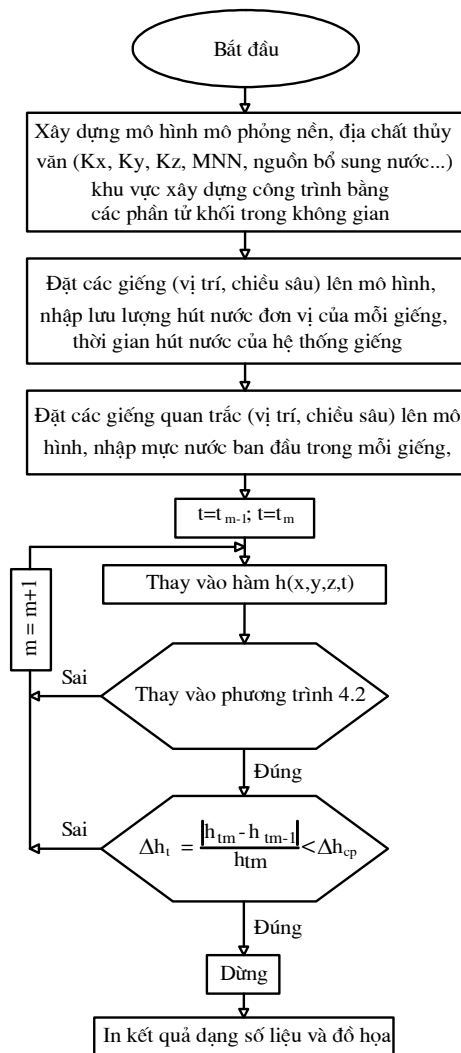 Bắt đầu
Xây dựng mô hình mô phỏng nền, địa chất thủy
văn (Kx, Ky, Kz, MNN, nguồn bổ sung nước...)
khu vực xây dựng công trình bằng
các phần tử khối trong không gian
Đặt các giếng (vị trí, chiều sâu) lên mô hình,
nhập lưu lượng hút nước đơn vị của mỗi giếng,
thời gian hút nước của hệ thống giếng
Đặt các giếng quan trắc (vị trí, chiều sâu) lên mô
hình, nhập mực nước ban đầu trong mỗi giếng,
t=t m-1; t=t m
m = m+1
Thay vào hàm h(x,y,z,t)
Sai
Thay vào phương trình 4.2
Đúng
Sai
Δh t = |h tm - h tm-1| / h tm < Δh cp
Đúng
Dừng
In kết quả dạng số liệu và đồ họa